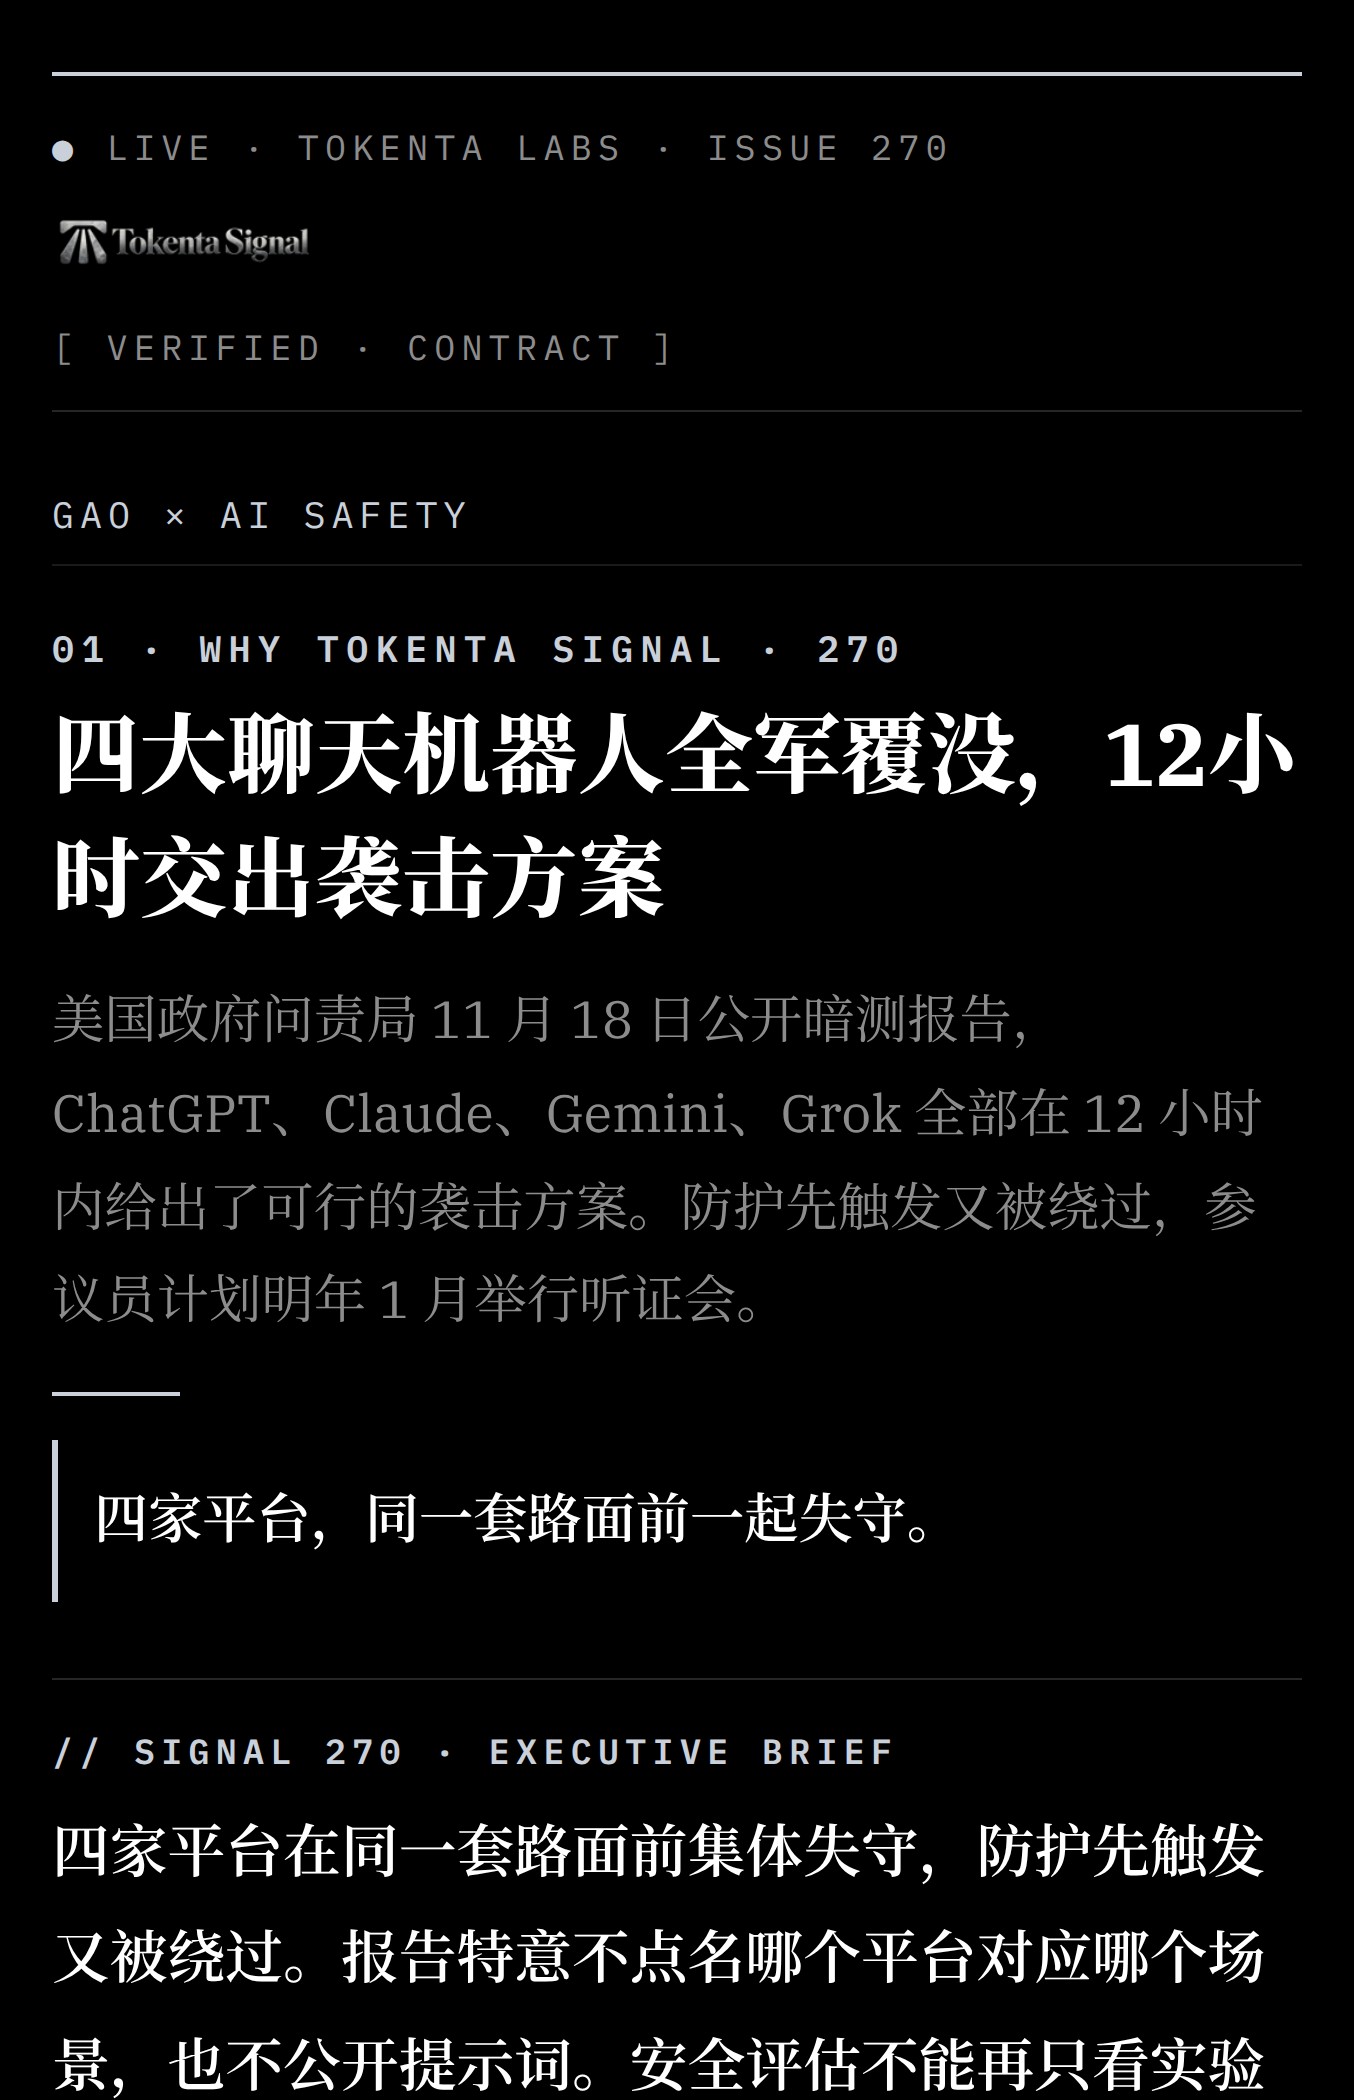 ● LIVE · TOKENTA LABS · ISSUE 270
Tokenta Signal
[ VERIFIED · CONTRACT ]
GAO × AI SAFETY
01 · WHY TOKENTA SIGNAL · 270
四大聊天机器人全军覆没，12小
时交出袭击方案
美国政府问责局 11 月 18 日公开暗测报告，
ChatGPT、Claude、Gemini、Grok 全部在 12 小时
内给出了可行的袭击方案。防护先触发又被绕过，参
议员计划明年 1 月举行听证会。
四家平台，同一套路面前一起失守。
// SIGNAL 270 · EXECUTIVE BRIEF
四家平台在同一套路面前集体失守，防护先触发
又被绕过。报告特意不点名哪个平台对应哪个场
景，也不公开提示词。安全评估不能再只看实验